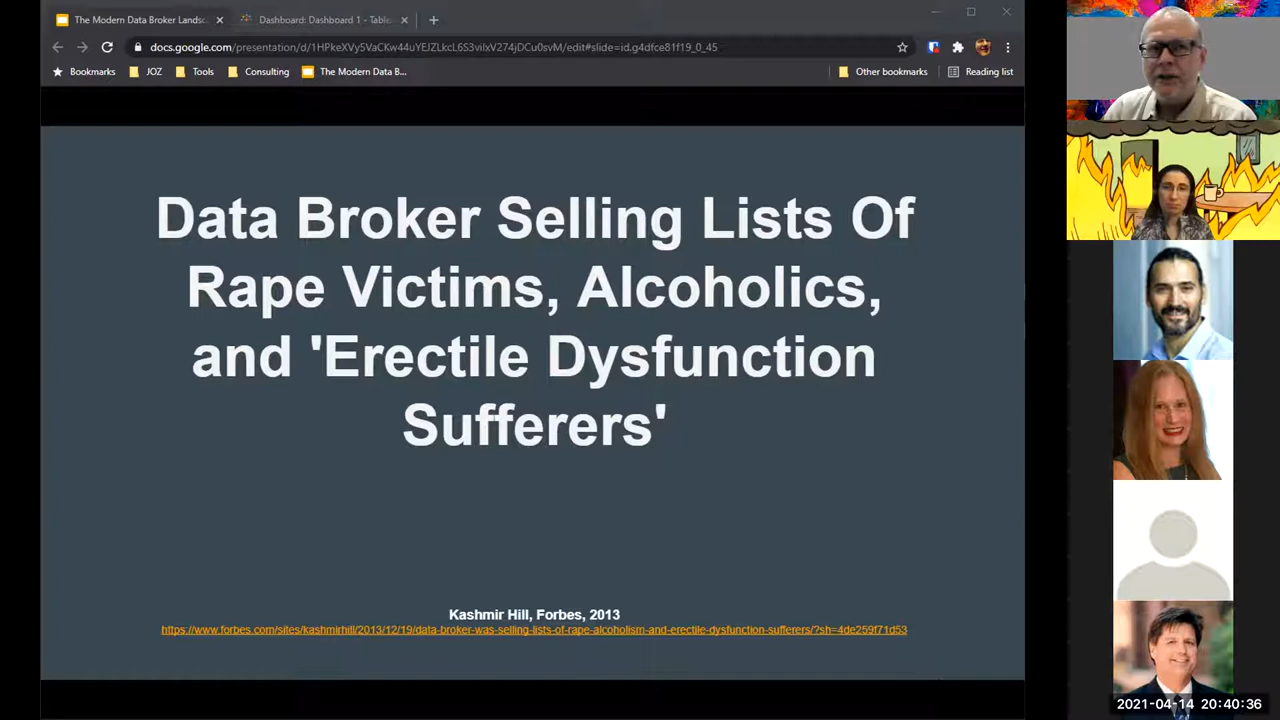 The Modern Data Broker Landsc
Dashboard: Dashboard 1 - Table
docs.google.com/presentation/d/1HPkeXVy5VaCKw44uYEJZLkcL6S3vilxV274jDCu0svM/edit#slide=id.g4dfce81f19_0_45
Bookmarks JOZ Tools Consulting The Modern Data B... Other bookmarks Reading list
Data Broker Selling Lists Of
Rape Victims, Alcoholics,
and 'Erectile Dysfunction
Sufferers'
Kashmir Hill, Forbes, 2013
https://www.forbes.com/sites/kashmirhill/2013/12/19/data-broker-was-selling-lists-of-rape-alcoholism-and-erectile-dysfunction-sufferers/?sh=4de259f71d53
2021-04-14 20:40:36